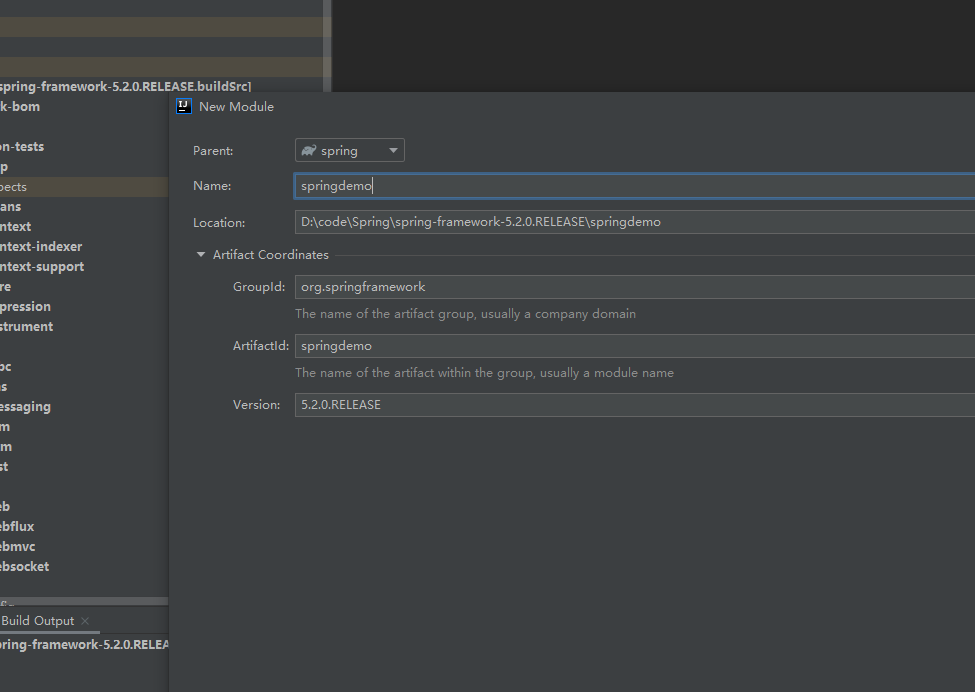 spring-framework-5.2.0.RELEASE.buildSrc]
k-bom
on-tests
p
pects
ans
ntext
ntext-indexer
ntext-support
re
pression
strument
oc
ns
essaging
m
m
st
eb
ebflux
ebmvc
ebsocket
Build Output
pring-framework-5.2.0.RELEA
IJ
New Module
Parent:
spring
Name:
springdemo
Location:
D:\code\Spring\spring-framework-5.2.0.RELEASE\springdemo
Artifact Coordinates
GroupId:
org.springframework
The name of the artifact group, usually a company domain
ArtifactId:
springdemo
The name of the artifact within the group, usually a module name
Version:
5.2.0.RELEASE